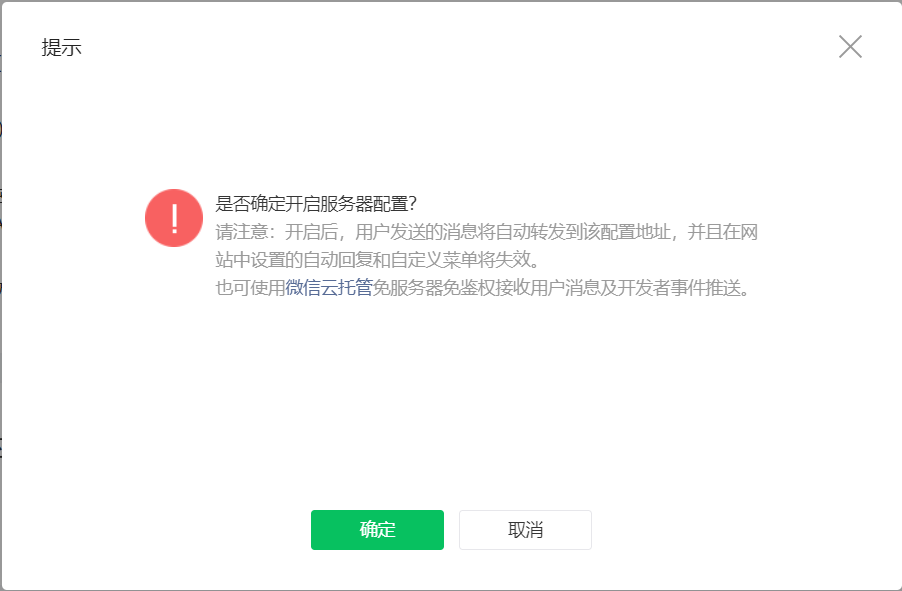 提示
是否确定开启服务器配置？
请注意：开启后，用户发送的消息将自动转发到该配置地址，并且在网
站中设置的自动回复和自定义菜单将失效。
也可使用微信云托管免服务器免鉴权接收用户消息及开发者事件推送。
确定
取消